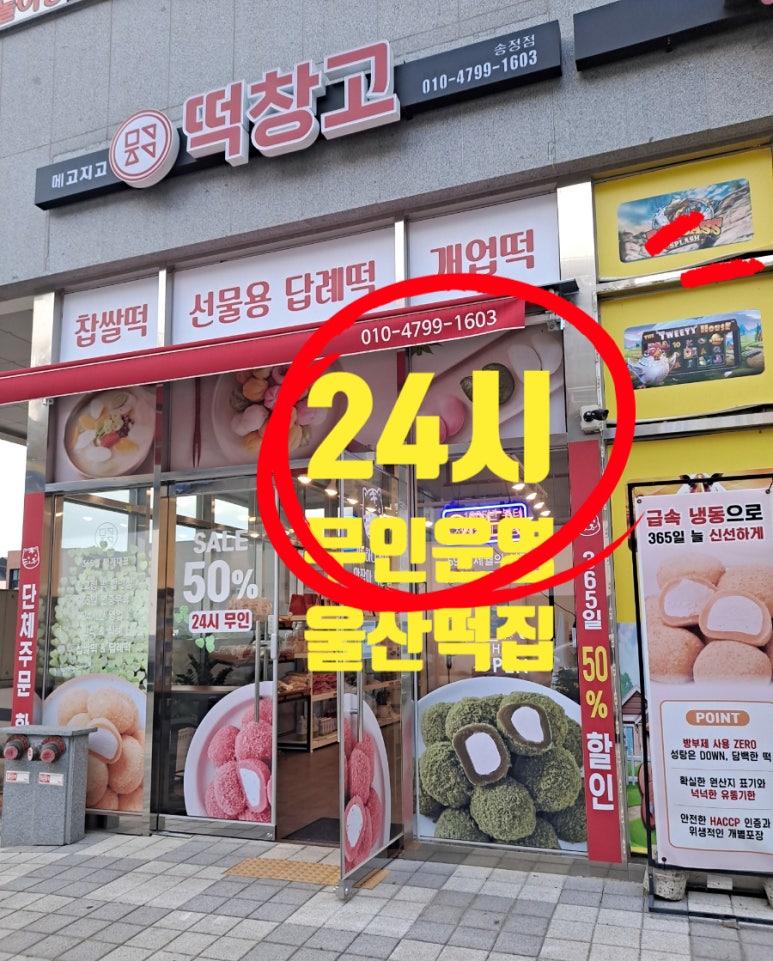 메고지고
떡창고
송정점
010-4799-1603
찹쌀떡
선물용 답례떡
개업떡
010-4799-1603
24시
무인운영
울산떡집
SPLASH
THE TWEETY HOUSE
SALE
50%
24시 무인
단체주문
365일 50% 할인
급속 냉동으로
365일 늘 신선하게
POINT
방부제 사용 ZERO
성탕은 DOWN, 담백한 떡
확실한 원산지 표기와
넉넉한 유통기한
안전한 HACCP 인증과
위생적인 개별포장